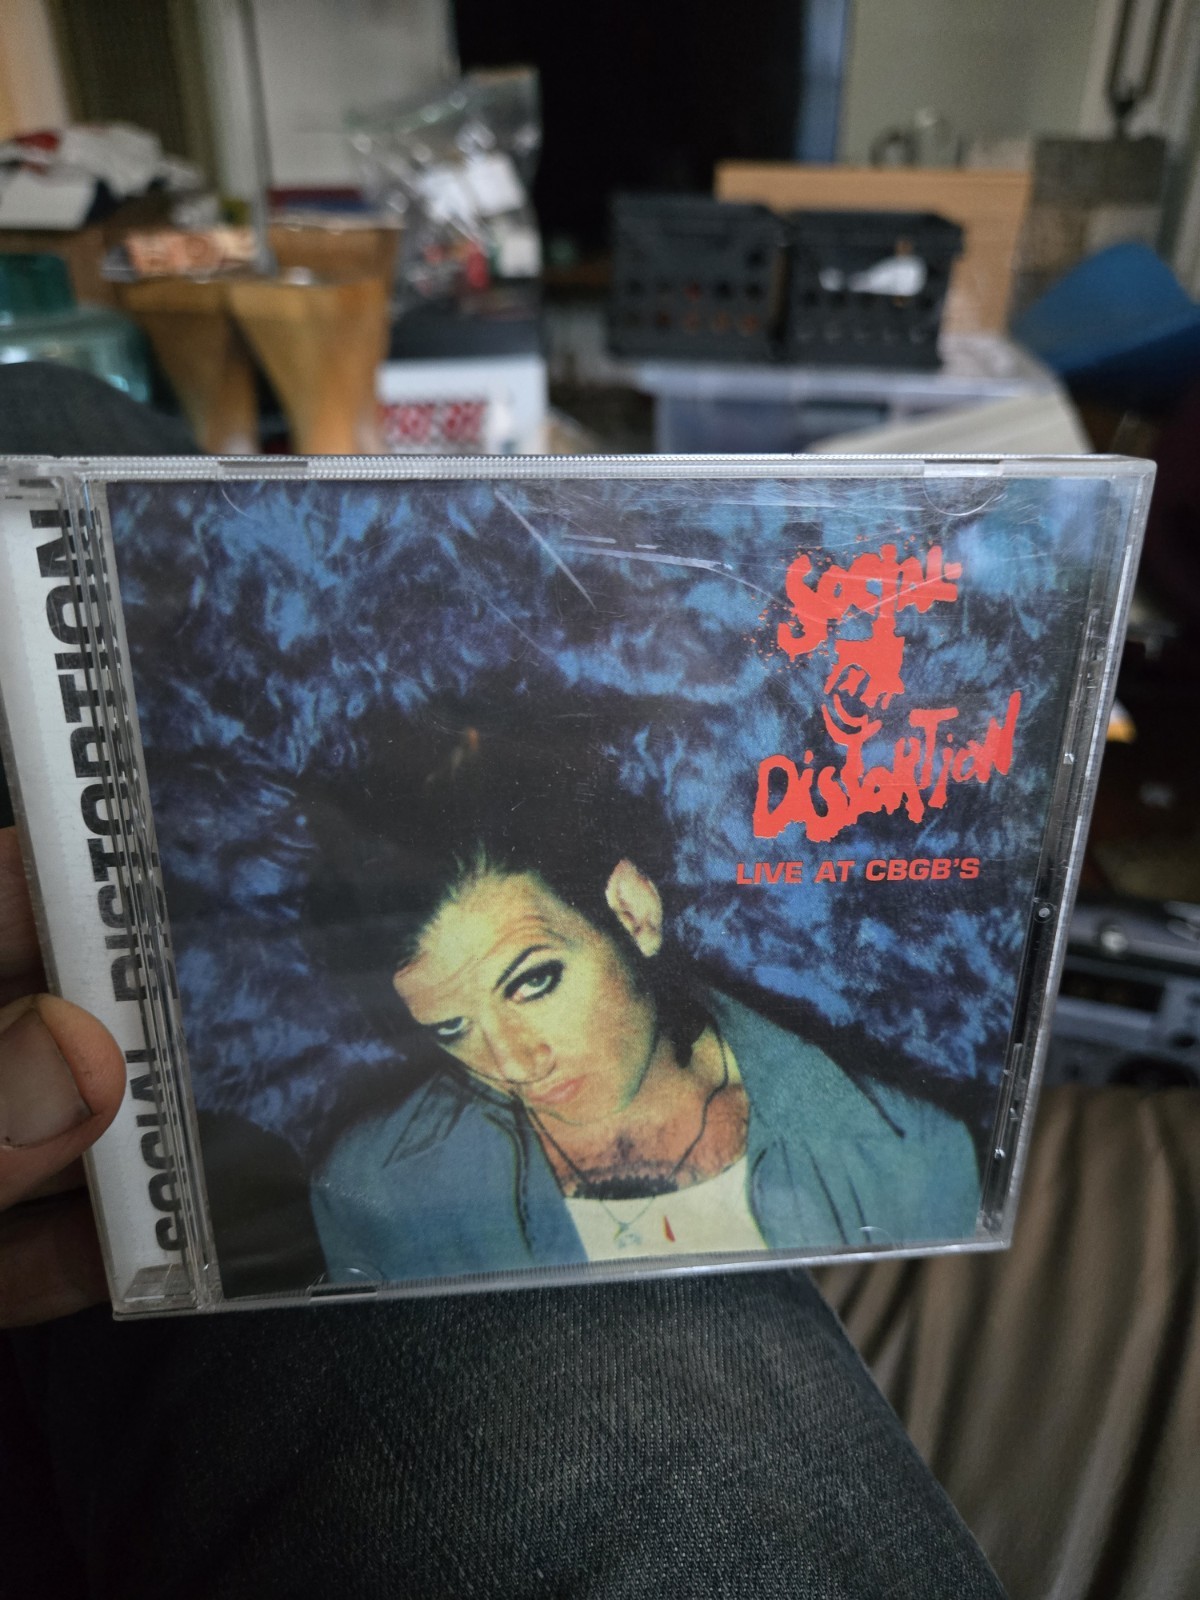 SOCIAL DISTORTION
SOCIAL
DISTORTION
LIVE AT CBGB'S